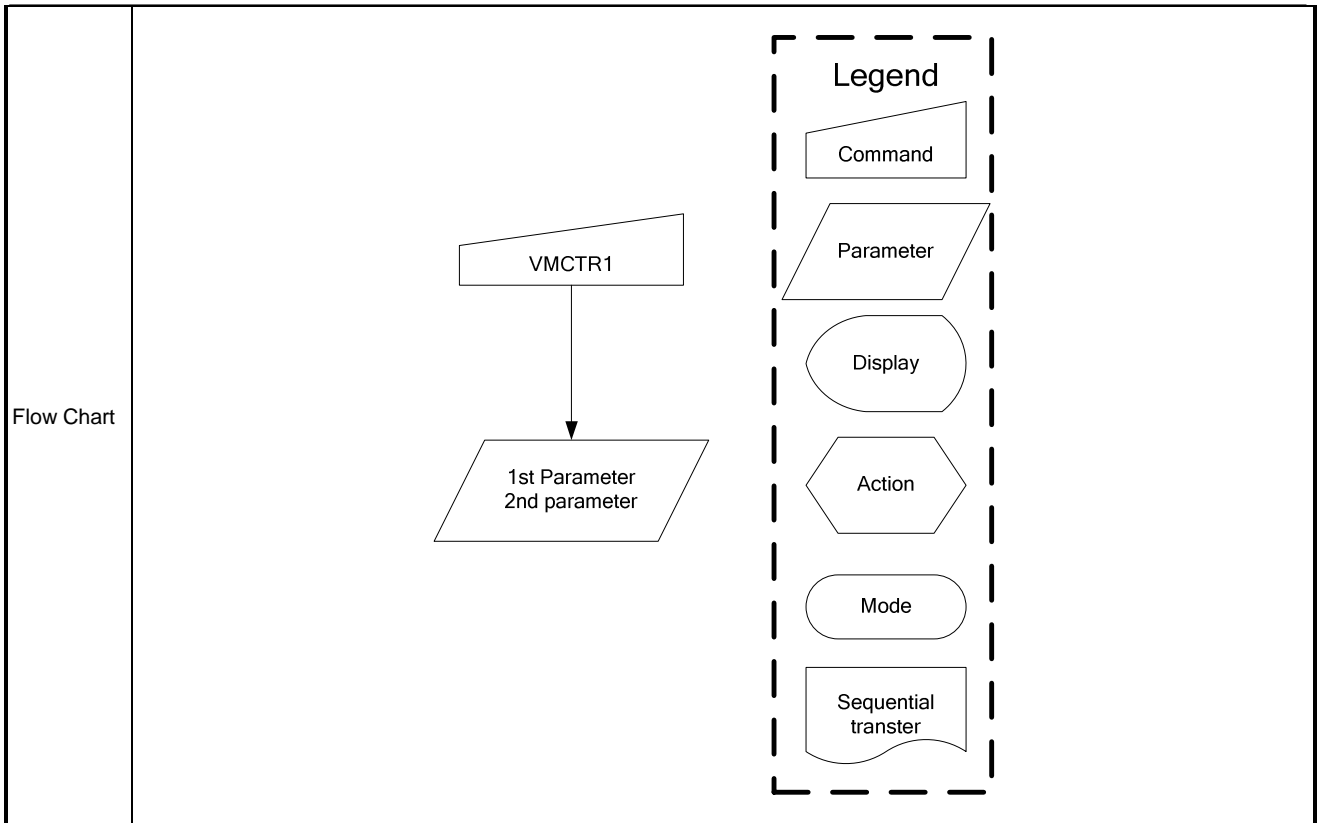 Flow Chart
VMCTR1
1st Parameter
2nd parameter
Legend
Command
Parameter
Display
Action
Mode
Sequential
transter